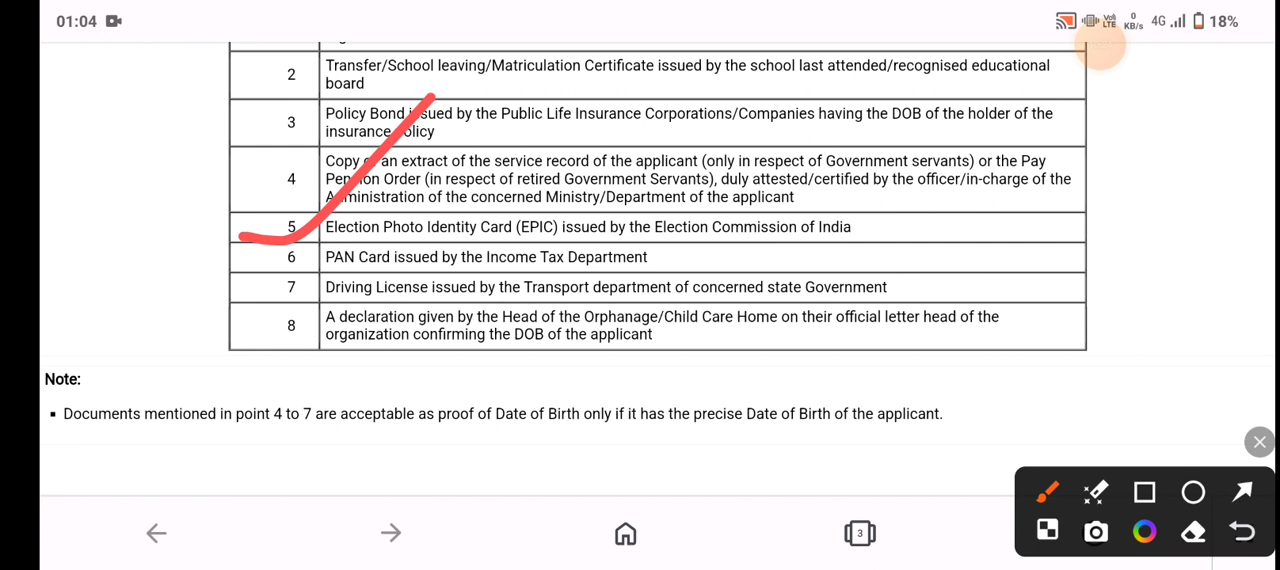 01:04
Vo) LTE 0 KB/s 4G 18%
2 Transfer/School leaving/Matriculation Certificate issued by the school last attended/recognised educational
board
3 Policy Bond issued by the Public Life Insurance Corporations/Companies having the DOB of the holder of the
insurance policy
4 Copy of an extract of the service record of the applicant (only in respect of Government servants) or the Pay
Pension Order (in respect of retired Government Servants), duly attested/certified by the officer/in-charge of the
Administration of the concerned Ministry/Department of the applicant
5 Election Photo Identity Card (EPIC) issued by the Election Commission of India
6 PAN Card issued by the Income Tax Department
7 Driving License issued by the Transport department of concerned state Government
8 A declaration given by the Head of the Orphanage/Child Care Home on their official letter head of the
organization confirming the DOB of the applicant
Note:
▪ Documents mentioned in point 4 to 7 are acceptable as proof of Date of Birth only if it has the precise Date of Birth of the applicant.
3